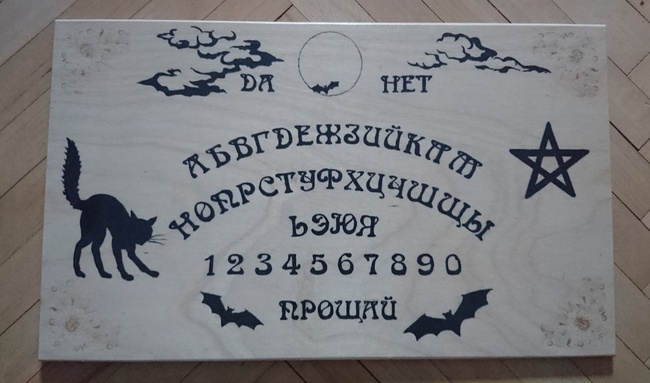 ДА НЕТ
АБВГДЕЖЗИЙКЛМ
НОПРСТУФХЦЧШЩЫ
ЬЭЮЯ
1234567890
ПРОЩАЙ